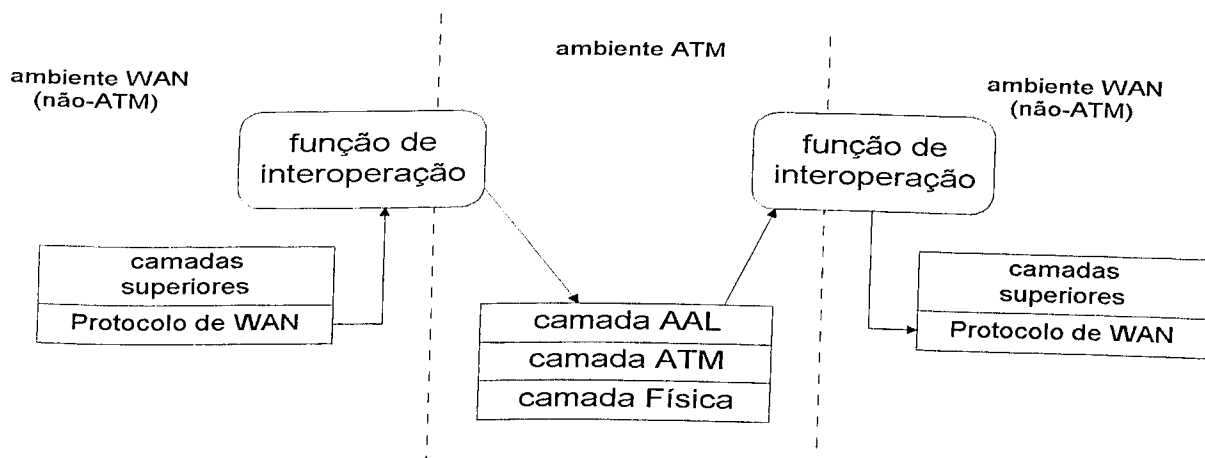 ambiente WAN
(não-ATM)
ambiente ATM
ambiente WAN
(não-ATM)
função de
interoperação
função de
interoperação
camadas
superiores
Protocolo de WAN
camada AAL
camada ATM
camada Física
camadas
superiores
Protocolo de WAN